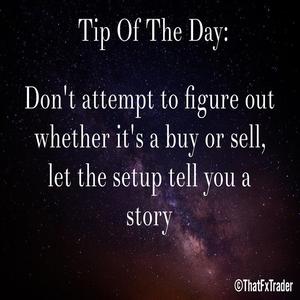 Tip Of The Day:
Don't attempt to figure out
whether it's a buy or sell,
let the setup tell you a
story
©ThatFxTrader